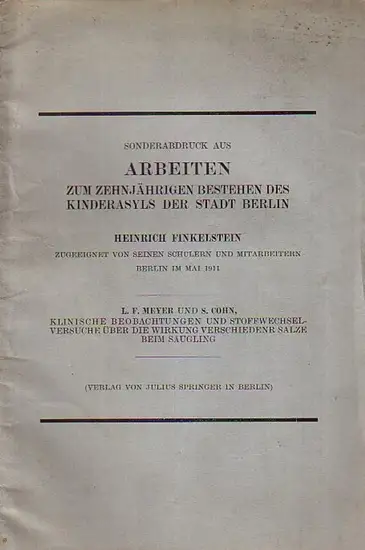 SONDERABDRUCK AUS
ARBEITEN
ZUM ZEHNJÄHRIGEN BESTEHEN DES
KINDERASYLS DER STADT BERLIN
HEINRICH FINKELSTEIN
ZUGEEIGNET VON SEINEN SCHÜLERN UND MITARBEITERN
BERLIN IM MAI 1911
L. F. MEYER UND S. COHN,
KLINISCHE BEOBACHTUNGEN UND STOFFWECHSEL-
VERSUCHE ÜBER DIE WIRKUNG VERSCHIEDENR SALZE
BEIM SÄUGLING
(VERLAG VON JULIUS SPRINGER IN BERLIN)